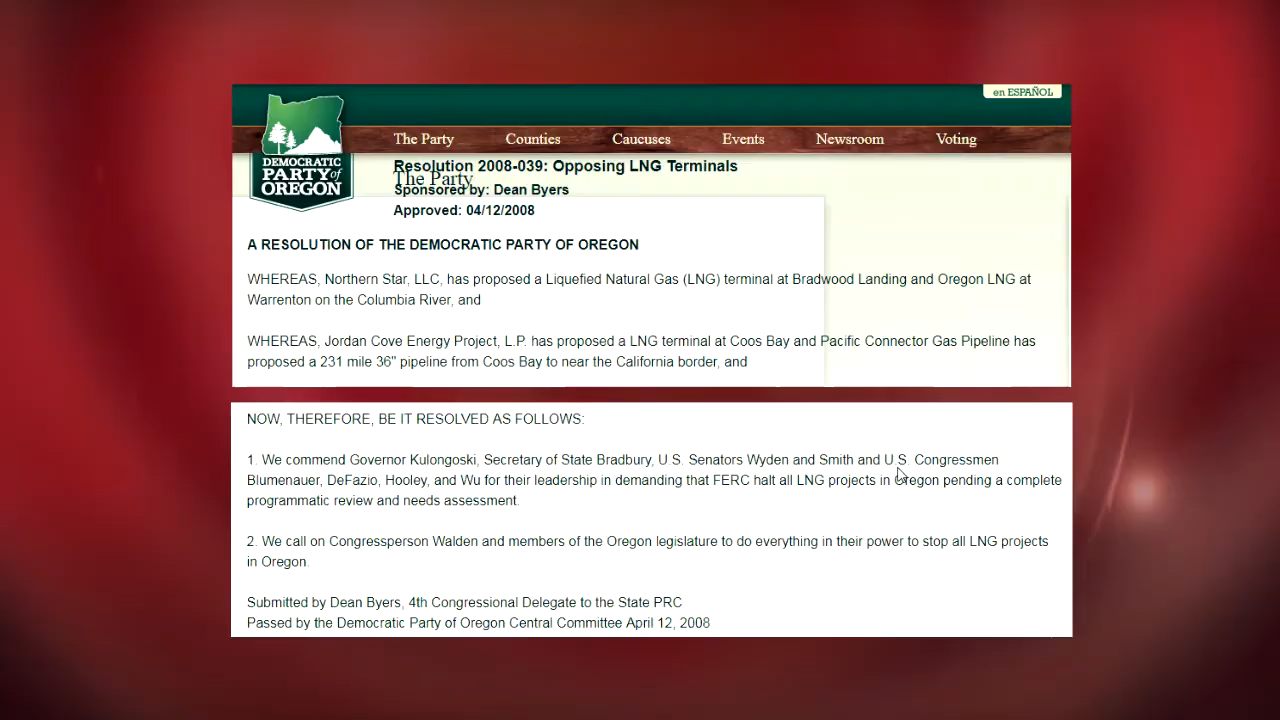 en ESPAÑOL
The Party Counties Caucuses Events Newsroom Voting
DEMOCRATIC
PARTY of
OREGON
Resolution 2008-039: Opposing LNG Terminals
The Party
Sponsored by: Dean Byers
Approved: 04/12/2008
A RESOLUTION OF THE DEMOCRATIC PARTY OF OREGON
WHEREAS, Northern Star, LLC, has proposed a Liquefied Natural Gas (LNG) terminal at Bradwood Landing and Oregon LNG at
Warrenton on the Columbia River, and
WHEREAS, Jordan Cove Energy Project, L.P. has proposed a LNG terminal at Coos Bay and Pacific Connector Gas Pipeline has
proposed a 231 mile 36" pipeline from Coos Bay to near the California border, and
NOW, THEREFORE, BE IT RESOLVED AS FOLLOWS:
1. We commend Governor Kulongoski, Secretary of State Bradbury, U.S. Senators Wyden and Smith and U.S. Congressmen
Blumenauer, DeFazio, Hooley, and Wu for their leadership in demanding that FERC halt all LNG projects in Oregon pending a complete
programmatic review and needs assessment.
2. We call on Congressperson Walden and members of the Oregon legislature to do everything in their power to stop all LNG projects
in Oregon.
Submitted by Dean Byers, 4th Congressional Delegate to the State PRC
Passed by the Democratic Party of Oregon Central Committee April 12, 2008